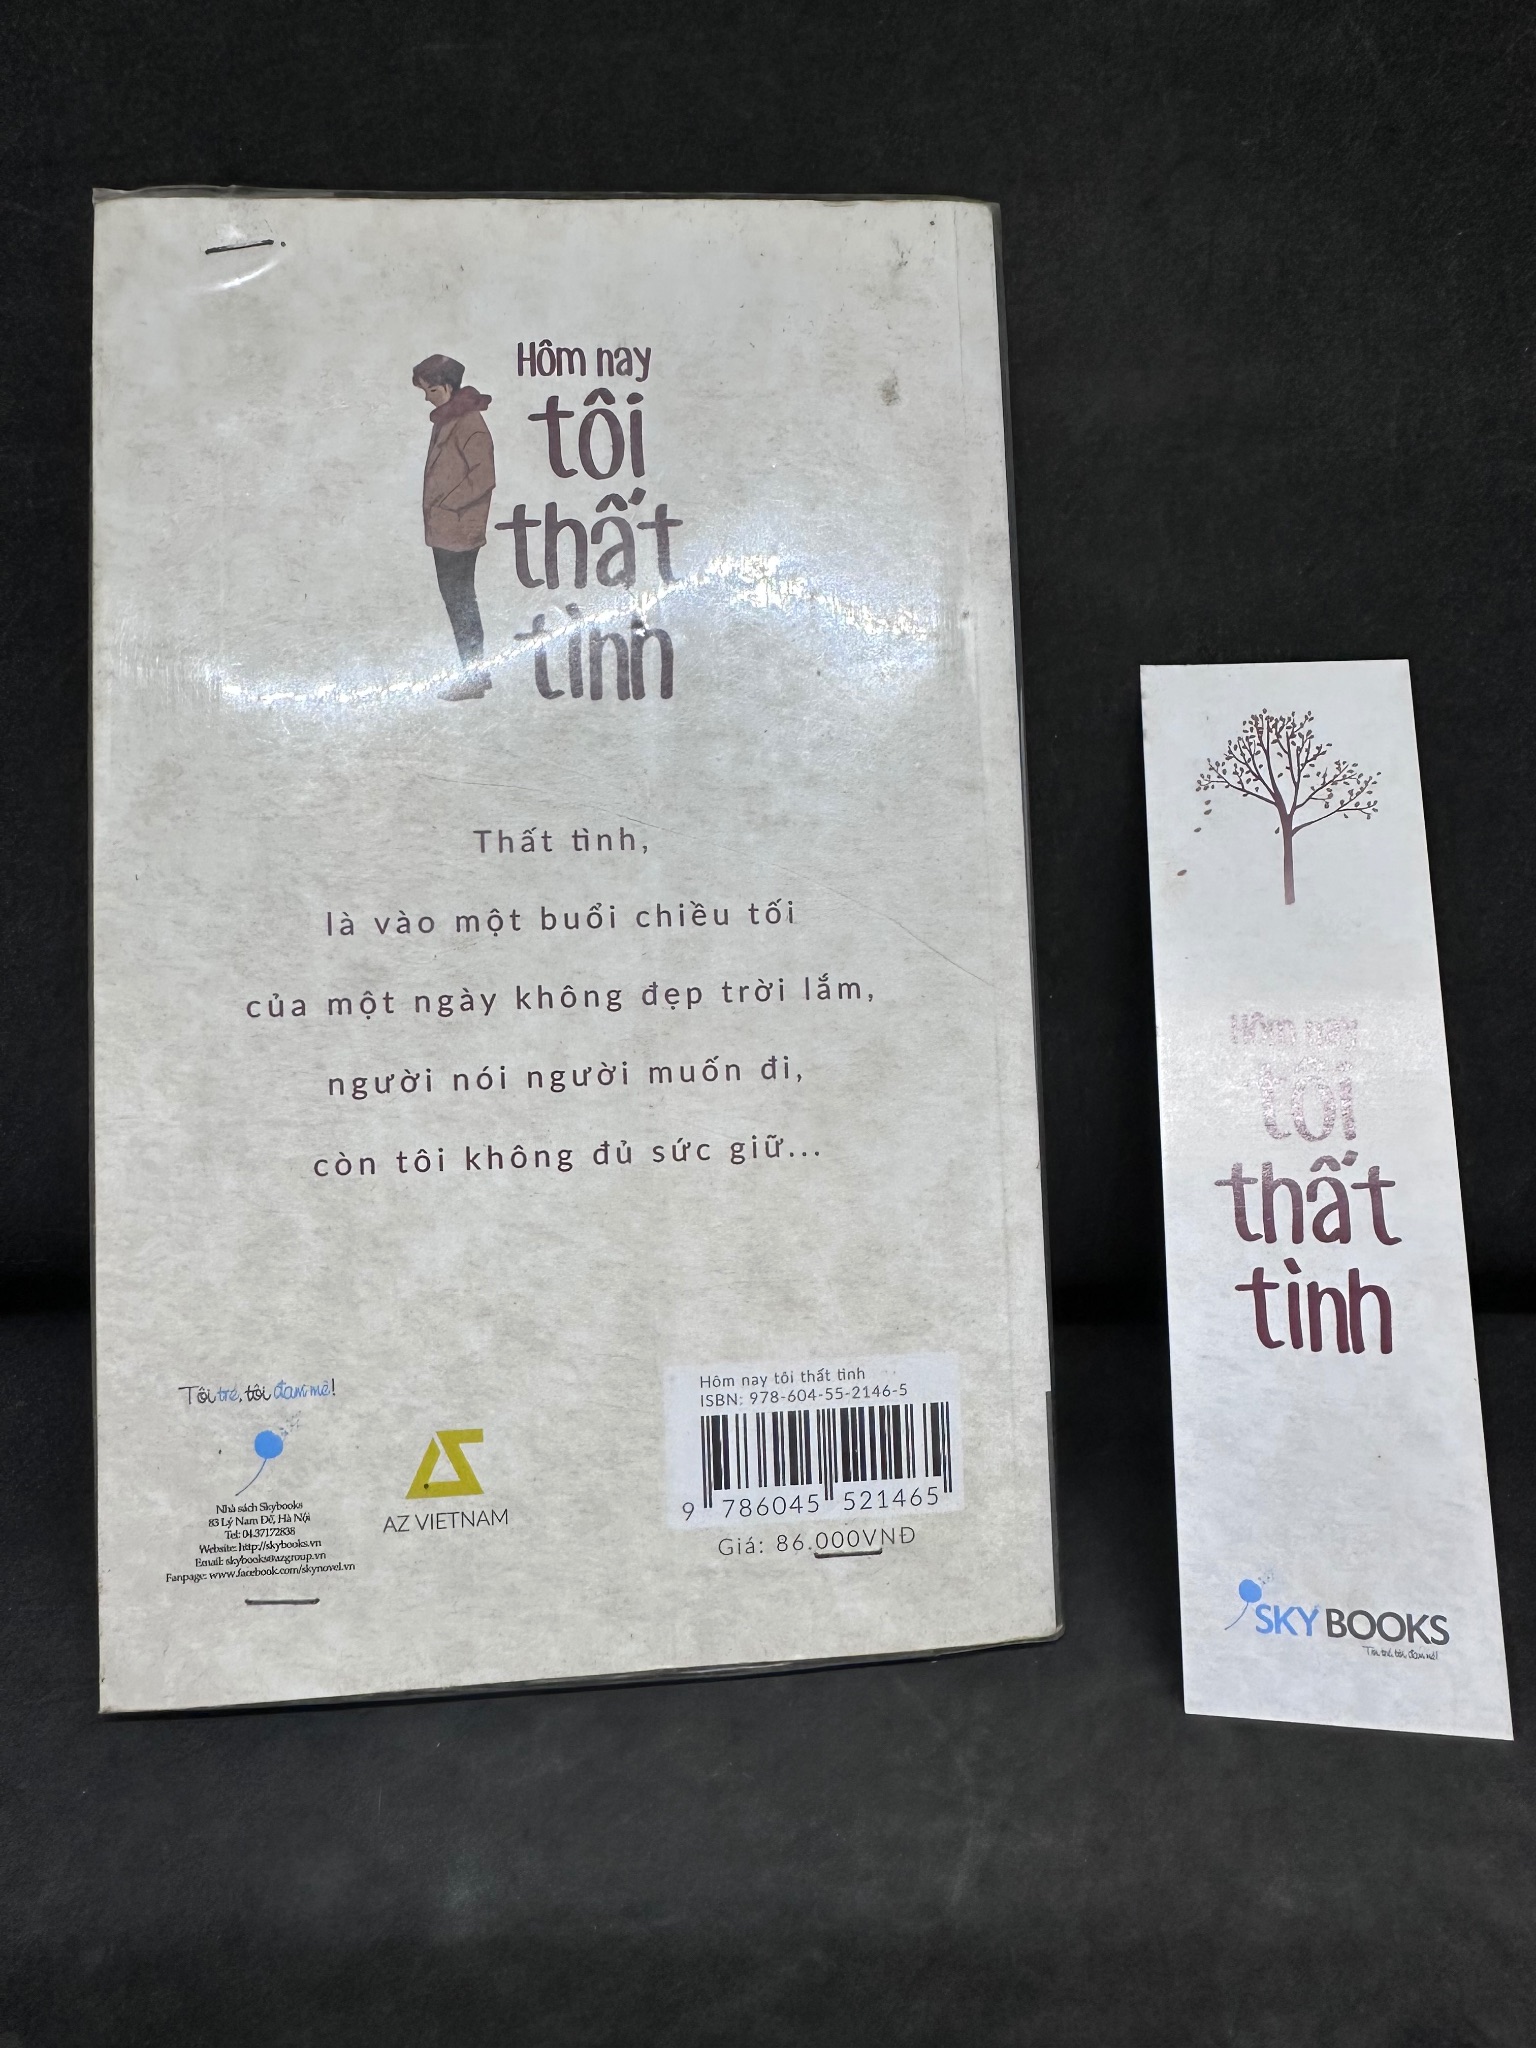 Hôm nay
tôi
thất
tình
Thất tình,
là vào một buổi chiều tối
của một ngày không đẹp trời lắm,
người nói người muốn đi,
còn tôi không đủ sức giữ...
Tôi trẻ, tôi đam mê!
Nhà sách Skybooks
83 Lý Nam Đế, Hà Nội
Tel: 04.37172838
Website: http://skybooks.vn
Email: skybooks@azgroup.vn
Fanpage: www.facebook.com/skynovel.vn
AZ VIETNAM
Hôm nay tôi thất tình
ISBN: 978-604-55-2146-5
9 786045 521465
Giá: 86.000VNĐ
Hôm nay
tôi
thất
tình
SKYBOOKS
Tôi trẻ, tôi đam mê!